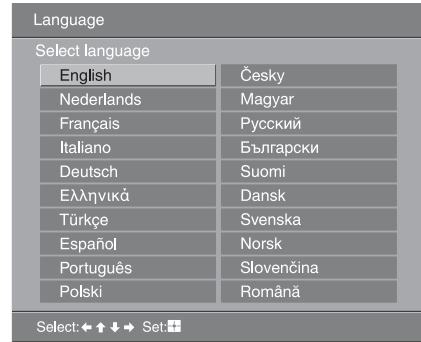 Language
Select language
English
Nederlands
Français
Italiano
Deutsch
Ελληνικά
Türkçe
Español
Português
Polski
Česky
Magyar
Русский
Български
Suomi
Dansk
Svenska
Norsk
Slovenčina
Română
Select: ← ↑ ↓ → Set: